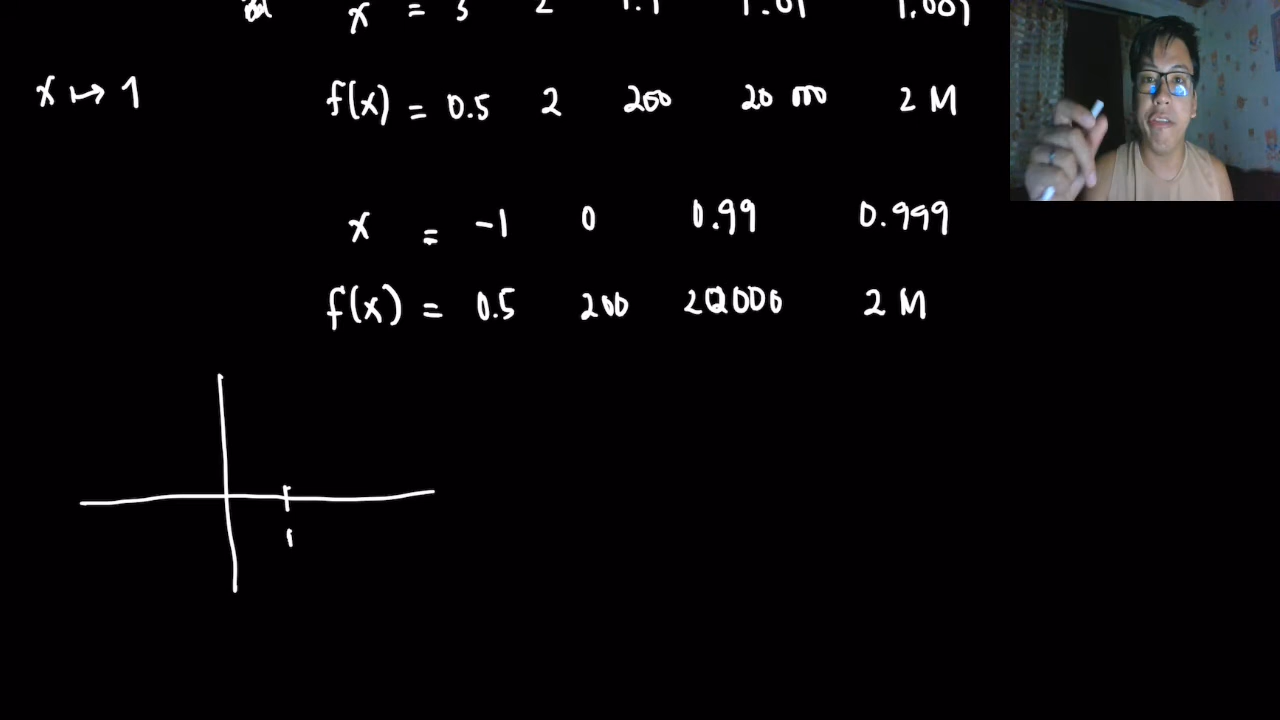 x = 3 2 1.1 1.01 1.001
x ↦ 1
f(x) = 0.5 2 200 20 000 2 M
x = -1 0 0.99 0.999
f(x) = 0.5 200 20000 2 M
1